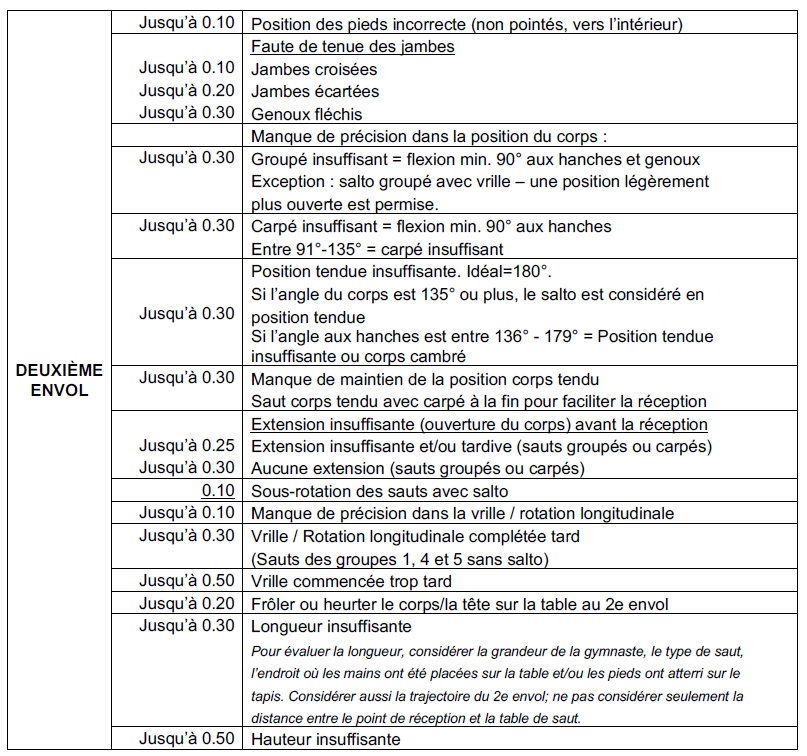 DEUXIÈME
ENVOL
Jusqu'à 0.10 Position des pieds incorrecte (non pointés, vers l'intérieur)
Faute de tenue des jambes
Jusqu'à 0.10 Jambes croisées
Jusqu'à 0.20 Jambes écartées
Jusqu'à 0.30 Genoux fléchis
Manque de précision dans la position du corps :
Jusqu'à 0.30 Groupé insuffisant = flexion min. 90° aux hanches et genoux
Exception : salto groupé avec vrille – une position légèrement
plus ouverte est permise.
Jusqu'à 0.30 Carpé insuffisant = flexion min. 90° aux hanches
Entre 91°-135° = carpé insuffisant
Position tendue insuffisante. Idéal=180°.
Si l'angle du corps est 135° ou plus, le salto est considéré en
Jusqu'à 0.30 position tendue
Si l'angle aux hanches est entre 136° - 179° = Position tendue
insuffisante ou corps cambré
Jusqu'à 0.30 Manque de maintien de la position corps tendu
Saut corps tendu avec carpé à la fin pour faciliter la réception
Extension insuffisante (ouverture du corps) avant la réception
Jusqu'à 0.25 Extension insuffisante et/ou tardive (sauts groupés ou carpés)
Jusqu'à 0.30 Aucune extension (sauts groupés ou carpés)
0.10 Sous-rotation des sauts avec salto
Jusqu'à 0.10 Manque de précision dans la vrille / rotation longitudinale
Jusqu'à 0.30 Vrille / Rotation longitudinale complétée tard
(Sauts des groupes 1, 4 et 5 sans salto)
Jusqu'à 0.50 Vrille commencée trop tard
Jusqu'à 0.20 Frôler ou heurter le corps/la tête sur la table au 2e envol
Jusqu'à 0.30 Longueur insuffisante
Pour évaluer la longueur, considérer la grandeur de la gymnaste, le type de saut,
l'endroit où les mains ont été placées sur la table et/ou les pieds ont atterri sur le
tapis. Considérer aussi la trajectoire du 2e envol; ne pas considérer seulement la
distance entre le point de réception et la table de saut.
Jusqu'à 0.50 Hauteur insuffisante